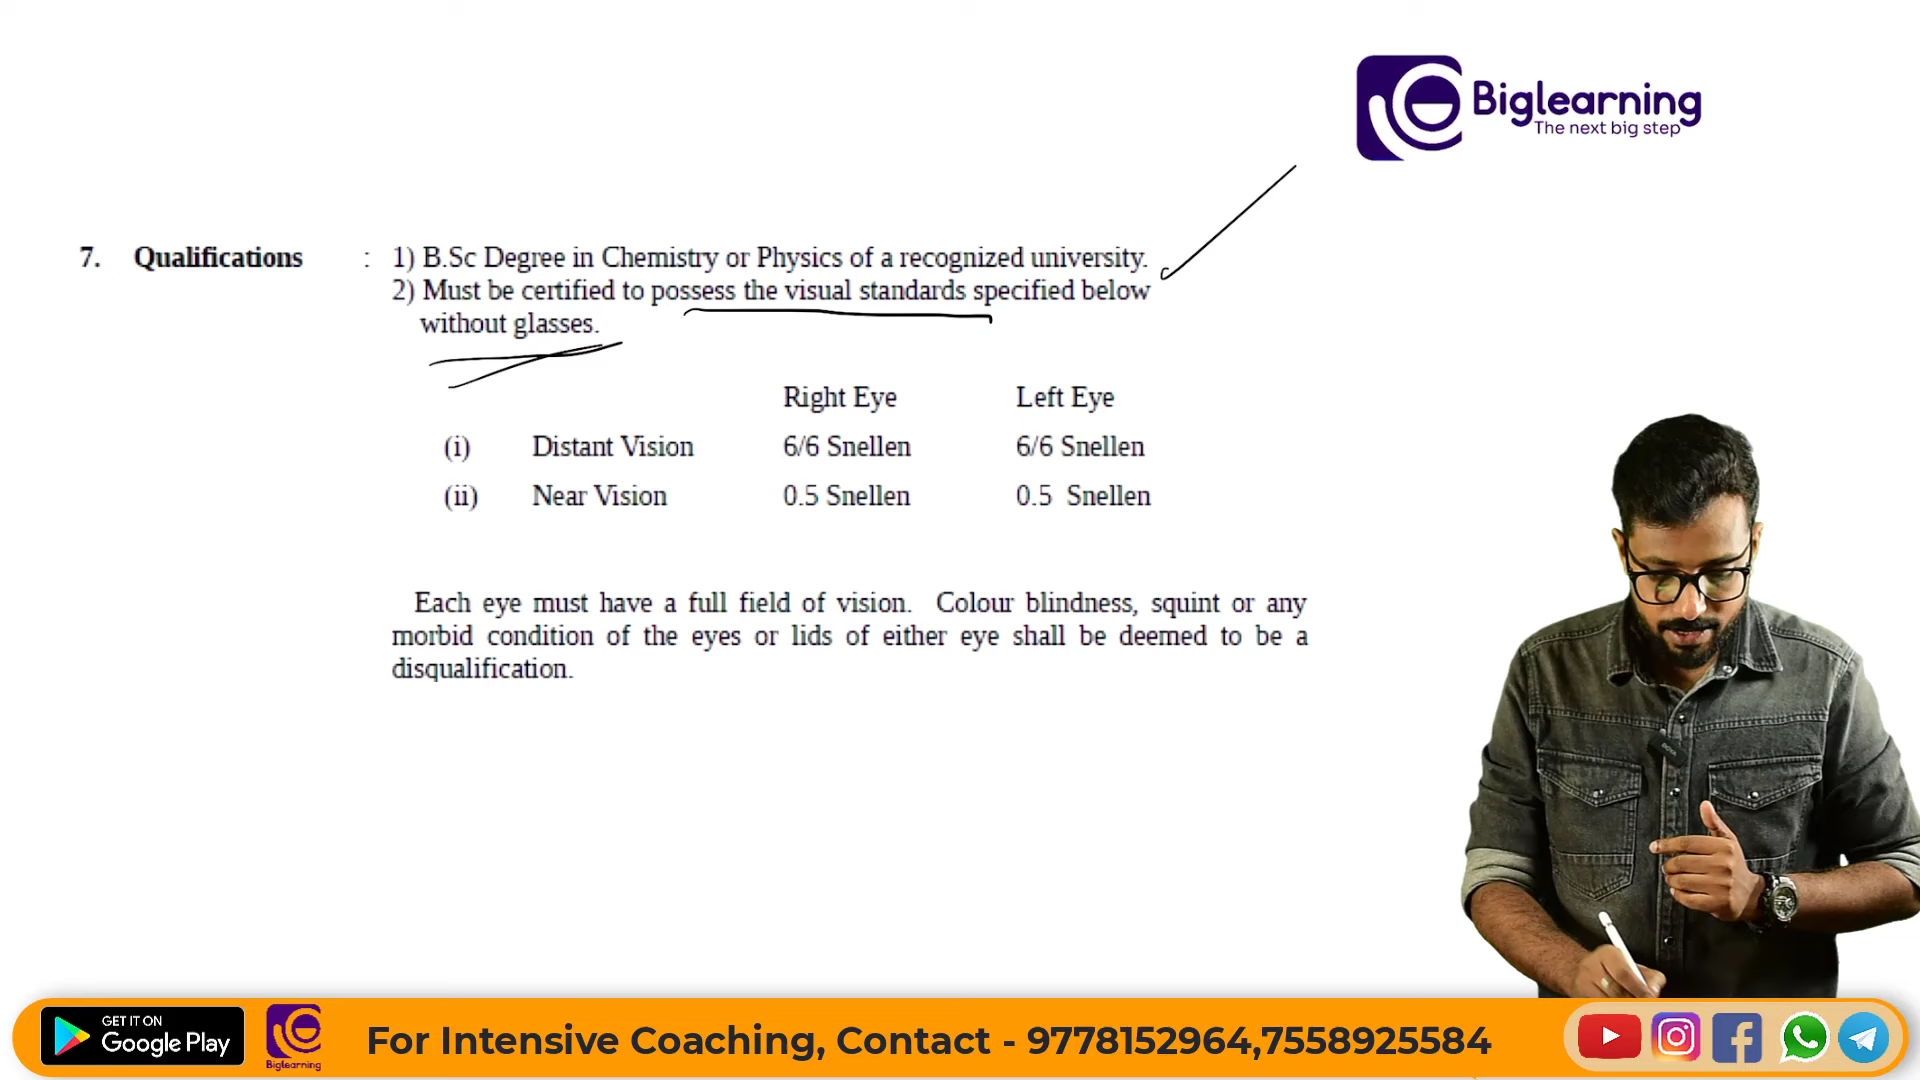 Biglearning
The next big step
7. Qualifications : 1) B.Sc Degree in Chemistry or Physics of a recognized university.
2) Must be certified to possess the visual standards specified below
without glasses.
Right Eye Left Eye
(i) Distant Vision 6/6 Snellen 6/6 Snellen
(ii) Near Vision 0.5 Snellen 0.5 Snellen
Each eye must have a full field of vision. Colour blindness, squint or any
morbid condition of the eyes or lids of either eye shall be deemed to be a
disqualification.
GET IT ON
Google Play
Biglearning
For Intensive Coaching, Contact - 9778152964,7558925584